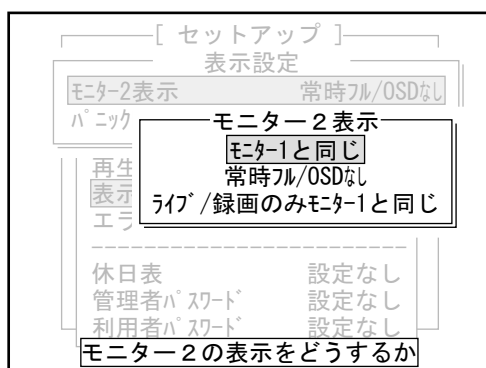 [ セットアップ ]
表示設定
ﾓﾆﾀｰ2表示 常時ﾌﾙ/OSDなし
ﾊﾟﾆｯｸ
モニター２表示
ﾓﾆﾀｰ1と同じ
常時ﾌﾙ/OSDなし
ﾗｲﾌﾞ/録画のみﾓﾆﾀｰ1と同じ
再生
表示
エラ
休日表 設定なし
管理者ﾊﾟｽﾜｰﾄﾞ 設定なし
利用者ﾊﾟｽﾜｰﾄﾞ 設定なし
モニター２の表示をどうするか